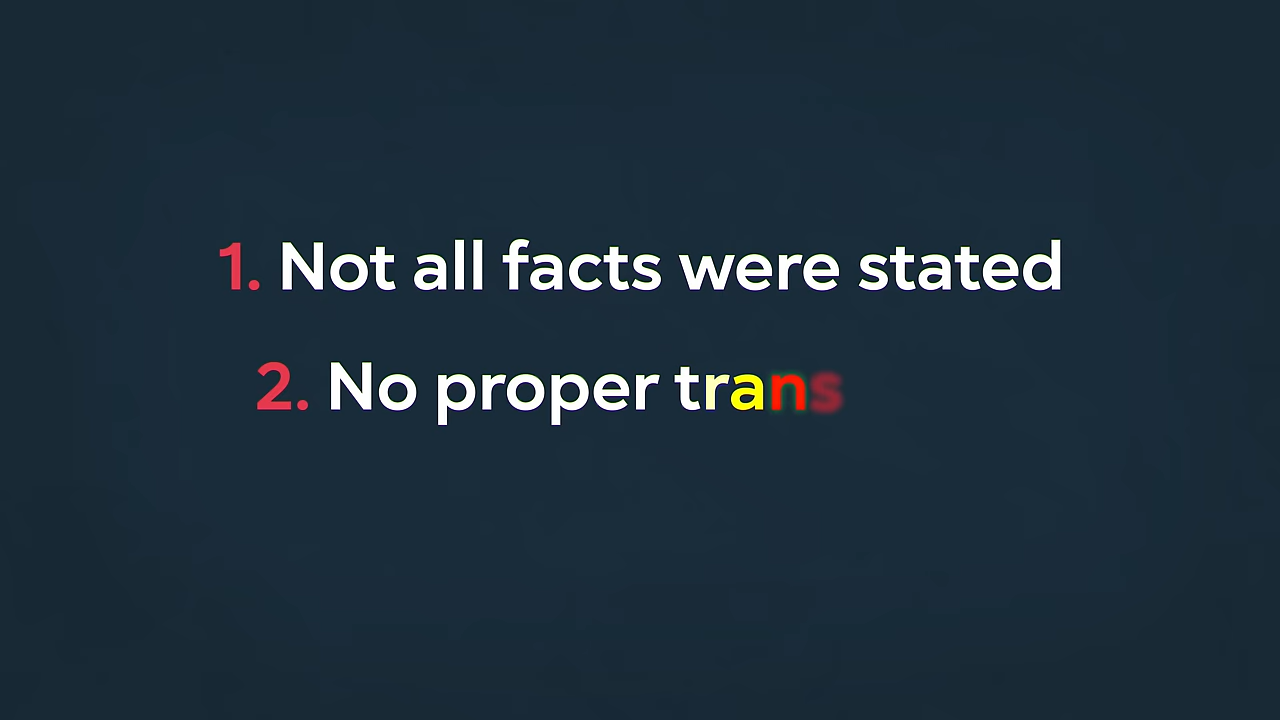 1. Not all facts were stated
2. No proper trans